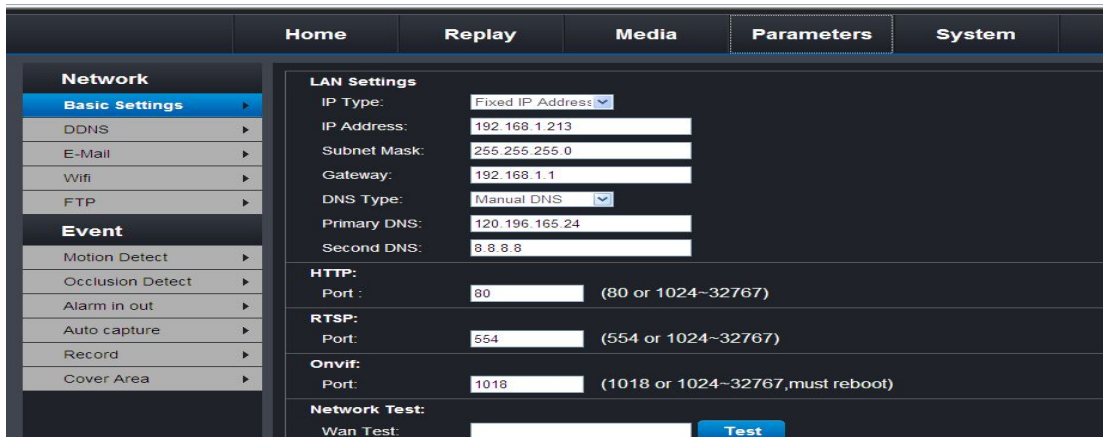 Home Replay Media Parameters System
Network
Basic Settings
DDNS
E-Mail
Wifi
FTP
Event
Motion Detect
Occlusion Detect
Alarm in out
Auto capture
Record
Cover Area
LAN Settings
IP Type: Fixed IP Address
IP Address: 192.168.1.213
Subnet Mask: 255.255.255.0
Gateway: 192.168.1.1
DNS Type: Manual DNS
Primary DNS: 120.196.165.24
Second DNS: 8.8.8.8
HTTP:
Port : 80 (80 or 1024~32767)
RTSP:
Port: 554 (554 or 1024~32767)
Onvif:
Port: 1018 (1018 or 1024~32767,must reboot)
Network Test:
Wan Test: Test